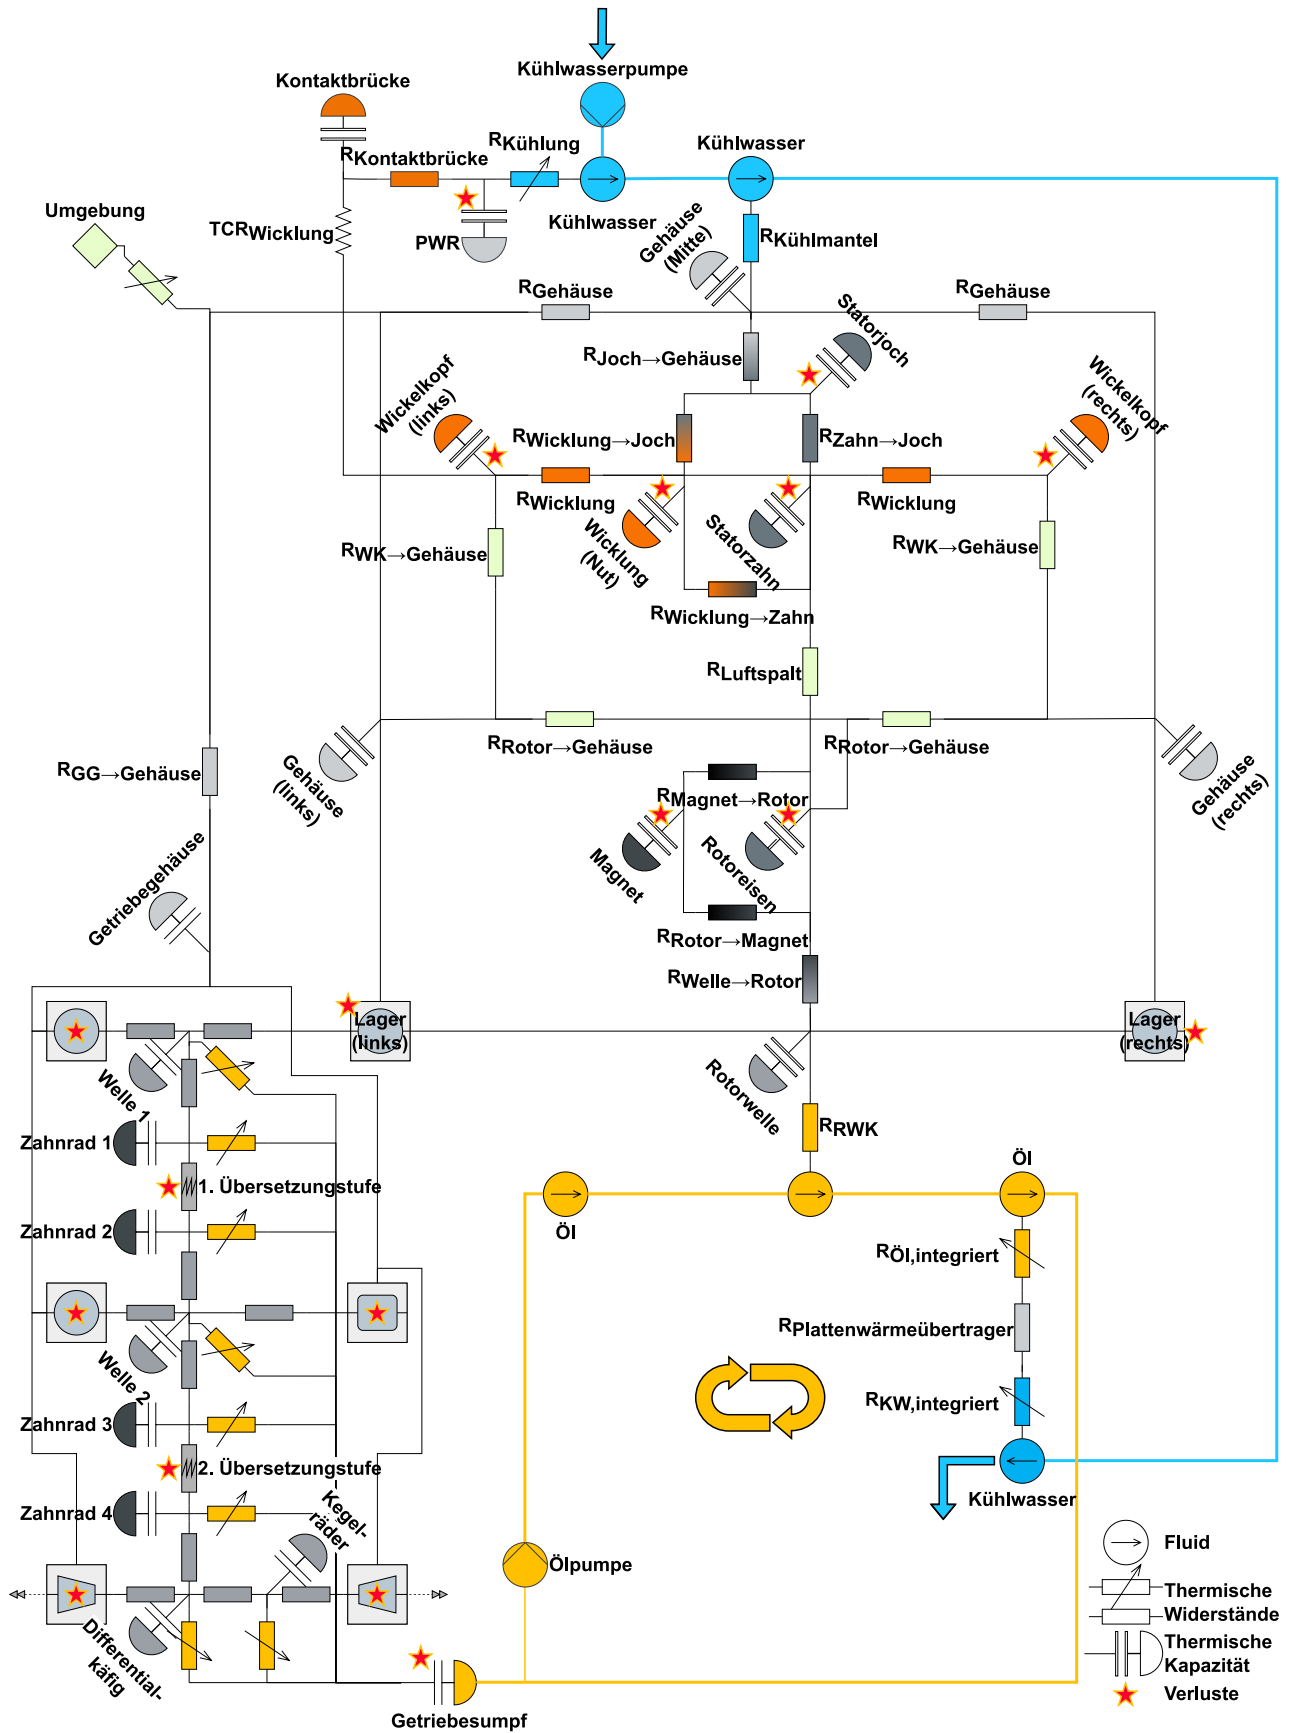 Kühlwasserpumpe
Kontaktbrücke
RKühlung
Kühlwasser
RKontaktbrücke
Umgebung
TCRWicklung
PWR
Kühlwasser
Gehäuse
(Mitte)
RKühlmantel
RGehäuse
RGehäuse
Statorjoch
RJoch→Gehäuse
Wickelkopf
(links)
Wickelkopf
(rechts)
RWicklung→Joch
RZahn→Joch
RWicklung
RWicklung
Wicklung
(Nut)
Statorzahn
RWK→Gehäuse
RWK→Gehäuse
RWicklung→Zahn
RLuftspalt
RRotor→Gehäuse
RRotor→Gehäuse
RGG→Gehäuse
Gehäuse
(links)
Gehäuse
(rechts)
RMagnet→Rotor
Magnet
Rotoreisen
Getriebegehäuse
RRotor→Magnet
RWelle→Rotor
Lager
(links)
Lager
(rechts)
Welle 1
Rotorwelle
RRWK
Zahnrad 1
1. Übersetzungstufe
Zahnrad 2
Öl
Öl
RÖl,integriert
RPlattenwärmeübertrager
Welle 2
RKW,integriert
Zahnrad 3
2. Übersetzungstufe
Kühlwasser
Zahnrad 4
Kegel-
räder
Ölpumpe
Differential-
käfig
Getriebesumpf
Fluid
Thermische
Widerstände
Thermische
Kapazität
Verluste